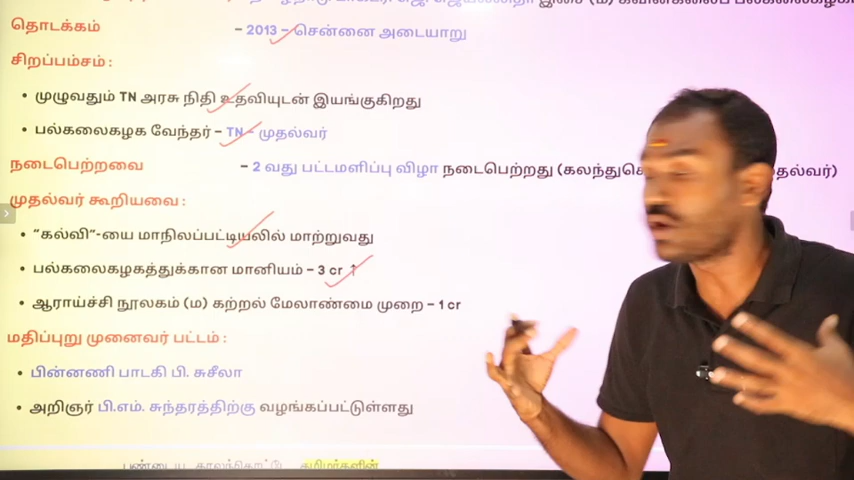 தொடக்கம் – 2013 – சென்னை அடையாறு
சிறப்பம்சம் :
• முழுவதும் TN அரசு நிதி உதவியுடன் இயங்குகிறது
• பல்கலைகழக வேந்தர் – TN - முதல்வர்
நடைபெற்றவை – 2 வது பட்டமளிப்பு விழா நடைபெற்றது
முதல்வர் கூறியவை :
• “கல்வி”-யை மாநிலப்பட்டியலில் மாற்றுவது
• பல்கலைகழகத்துக்கான மானியம் – 3 cr ↑
• ஆராய்ச்சி நூலகம் (ம) கற்றல் மேலாண்மை முறை – 1 cr
மதிப்புறு முனைவர் பட்டம் :
• பின்னணி பாடகி பி. சுசீலா
• அறிஞர் பி.எம். சுந்தரத்திற்கு வழங்கப்பட்டுள்ளது